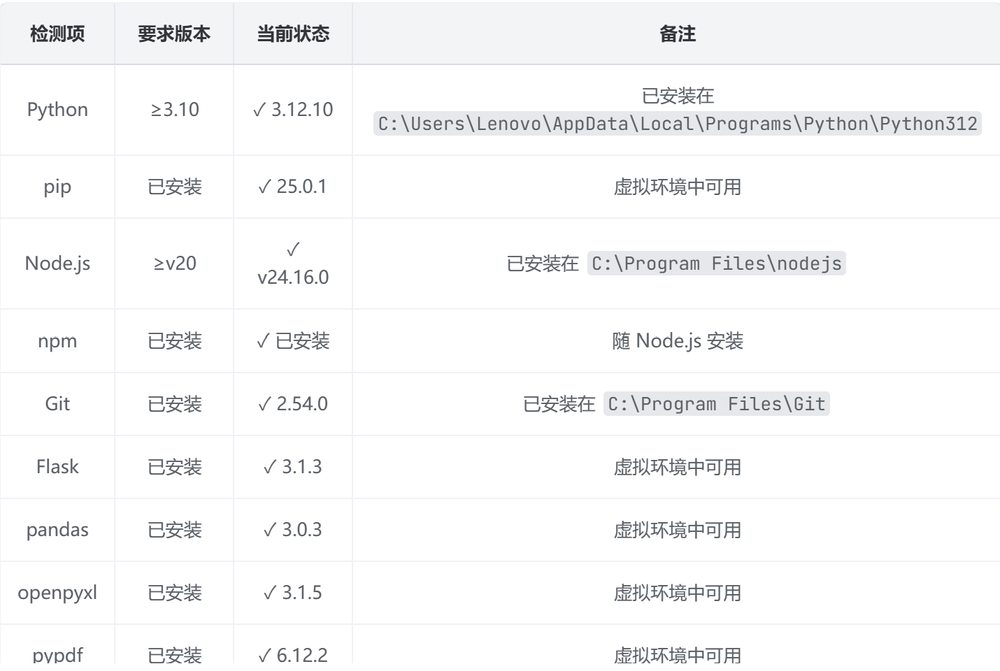 检测项 要求版本 当前状态 备注
Python ≥3.10 ✓ 3.12.10 已安装在
C:\Users\Lenovo\AppData\Local\Programs\Python\Python312
pip 已安装 ✓ 25.0.1 虚拟环境中可用
Node.js ≥v20 ✓
v24.16.0 已安装在 C:\Program Files\nodejs
npm 已安装 ✓ 已安装 随 Node.js 安装
Git 已安装 ✓ 2.54.0 已安装在 C:\Program Files\Git
Flask 已安装 ✓ 3.1.3 虚拟环境中可用
pandas 已安装 ✓ 3.0.3 虚拟环境中可用
openpyxl 已安装 ✓ 3.1.5 虚拟环境中可用
pypdf 已安装 ✓ 6.12.2 虚拟环境中可用